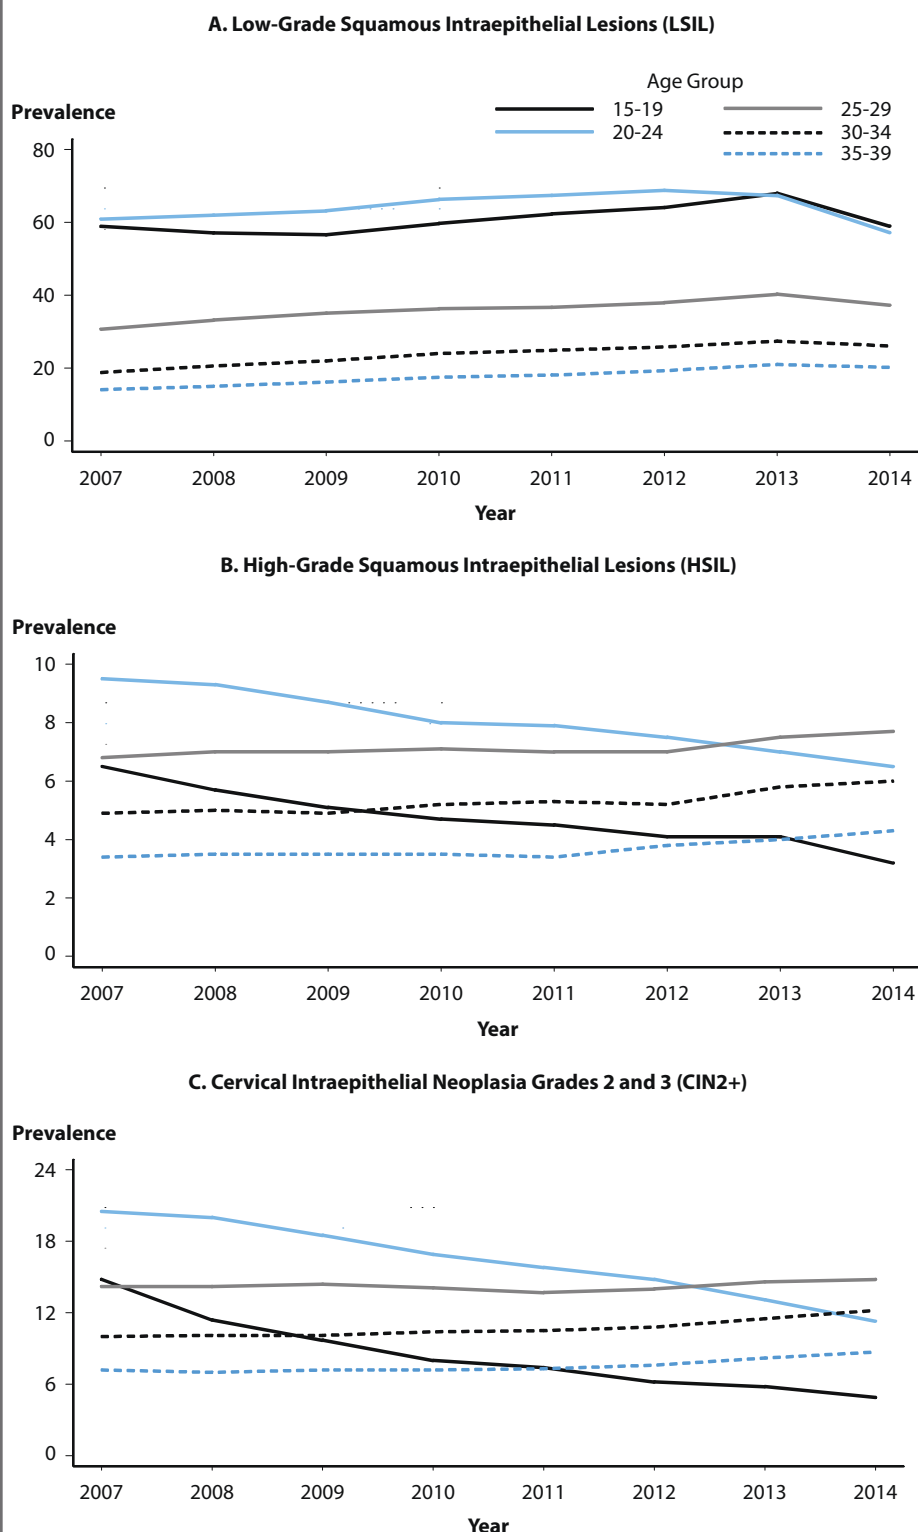 A. Low-Grade Squamous Intraepithelial Lesions (LSIL)
Age Group
Prevalence
15-19
25-29
20-24
30-34
35-39
80
60
40
20
0
2007 2008 2009 2010 2011 2012 2013 2014
Year
B. High-Grade Squamous Intraepithelial Lesions (HSIL)
Prevalence
10
8
6
4
2
0
2007 2008 2009 2010 2011 2012 2013 2014
Year
C. Cervical Intraepithelial Neoplasia Grades 2 and 3 (CIN2+)
Prevalence
24
18
12
6
0
2007 2008 2009 2010 2011 2012 2013 2014
Year